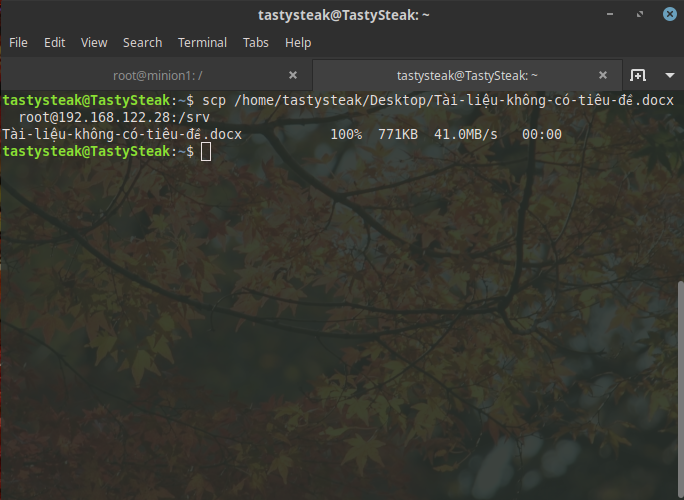 tastysteak@TastySteak: ~
File Edit View Search Terminal Tabs Help
root@minion1: / tastysteak@TastySteak: ~
tastysteak@TastySteak:~$ scp /home/tastysteak/Desktop/Tài-liệu-không-có-tiêu-đề.docx
root@192.168.122.28:/srv
Tài-liệu-không-có-tiêu-đề.docx 100% 771KB 41.0MB/s 00:00
tastysteak@TastySteak:~$